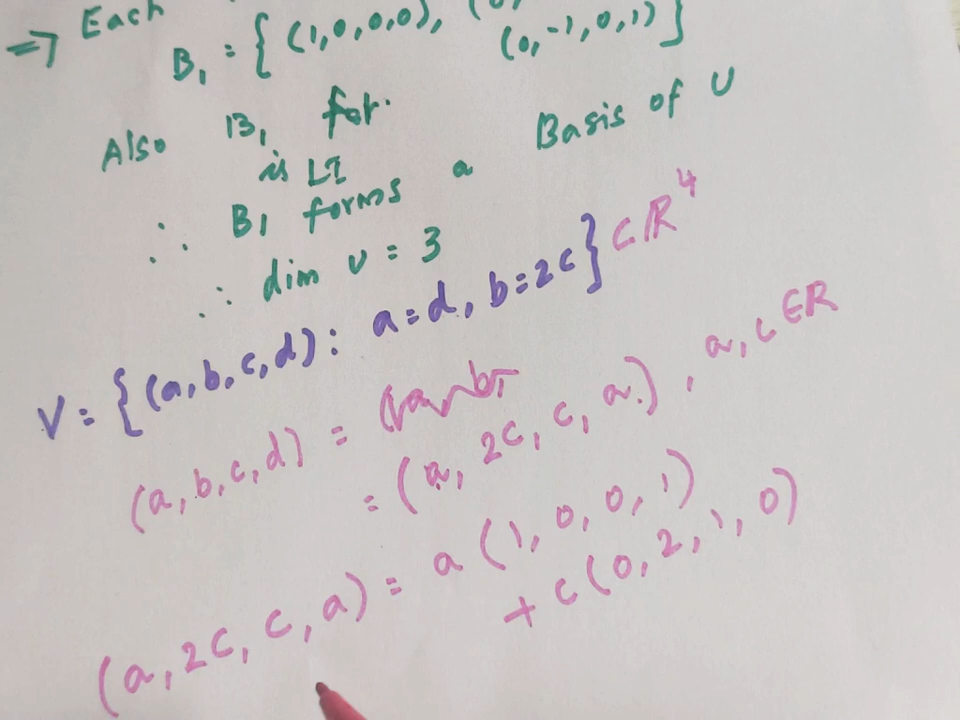 => Each
B₁ = { (1,0,0,0), (0,
(0,-1,0,1) }
Also B₁ for
is LI
∴ B₁ forms a Basis of U
∴ dim U = 3
V = { (a,b,c,d) : a=d, b=2c } ⊂ R⁴
(a,b,c,d) =
= (a, 2c, c, a), a,c ∈ R
(a, 2c, c, a) = a (1, 0, 0, 1)
+ c (0, 2, 1, 0)